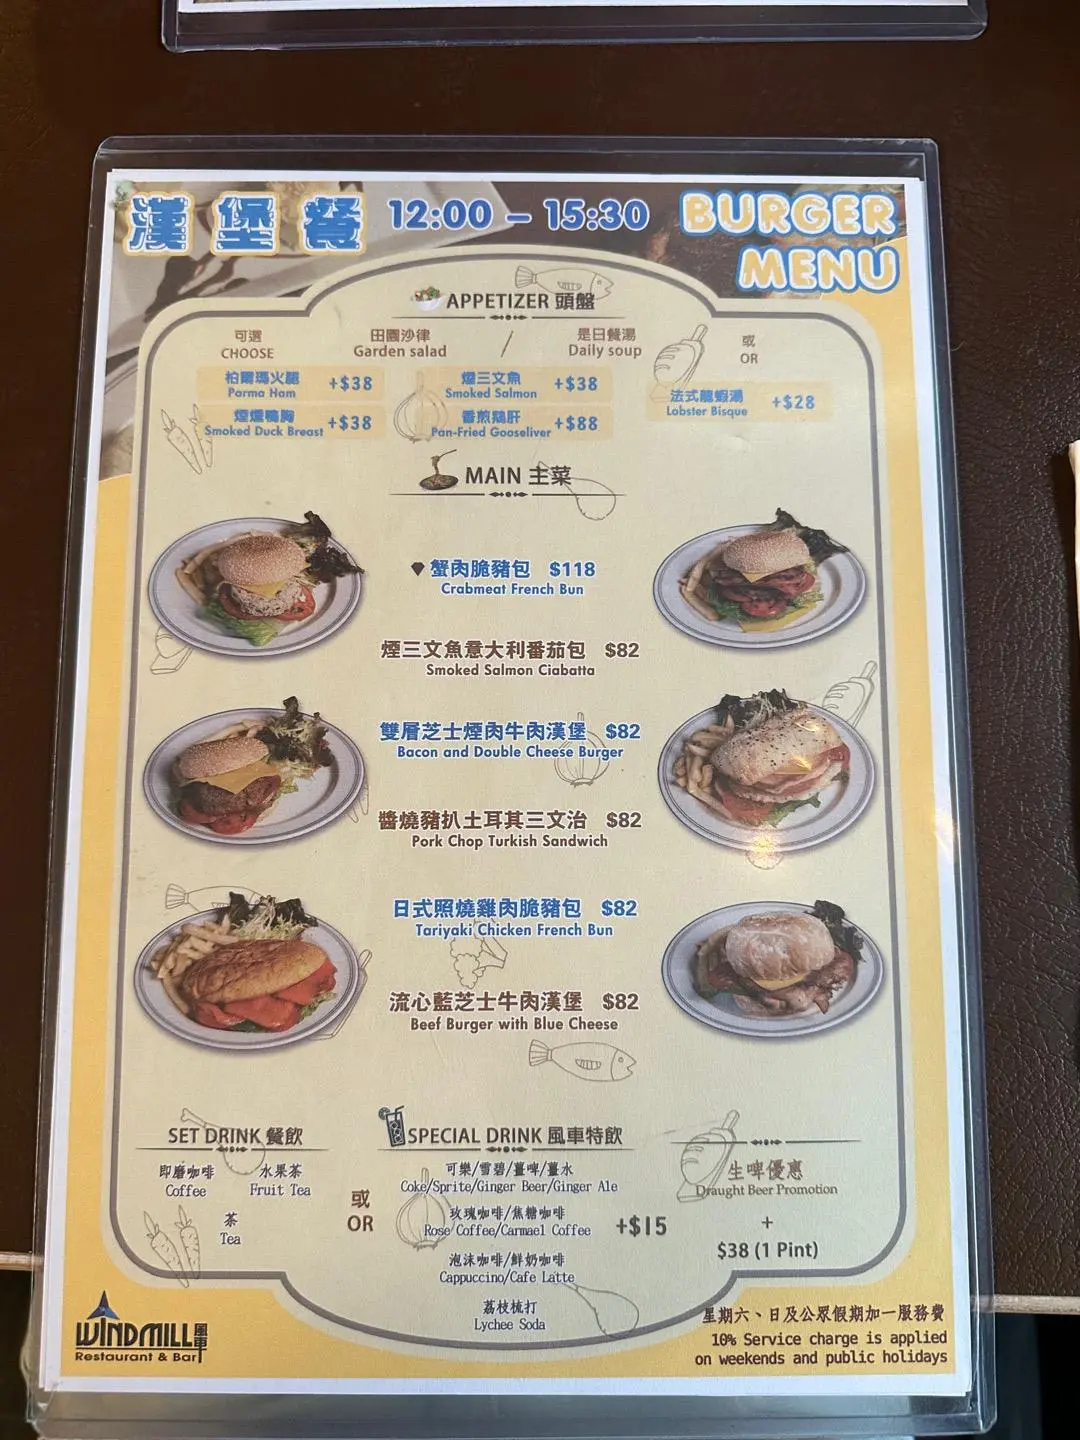 漢堡餐 12:00 – 15:30 BURGER
MENU
APPETIZER 頭盤
可選 田園沙律 / 是日餐湯 或
CHOOSE Garden salad Daily soup OR
柏爾瑪火腿 +$38 煙三文魚 +$38 法式龍蝦湯 +$28
Parma Ham Smoked Salmon Lobster Bisque
煙燻鴨胸 +$38 香煎鵝肝 +$88
Smoked Duck Breast Pan-Fried Gooseliver
MAIN 主菜
蟹肉脆豬包 $118
Crabmeat French Bun
煙三文魚意大利番茄包 $82
Smoked Salmon Ciabatta
雙層芝士煙肉牛肉漢堡 $82
Bacon and Double Cheese Burger
醬燒豬扒土耳其三文治 $82
Pork Chop Turkish Sandwich
日式照燒雞肉脆豬包 $82
Tariyaki Chicken French Bun
流心藍芝士牛肉漢堡 $82
Beef Burger with Blue Cheese
SET DRINK 餐飲
即磨咖啡 水果茶
Coffee Fruit Tea
茶
Tea
或
OR
SPECIAL DRINK 風車特飲
可樂/雪碧/薑啤/薑水
Coke/Sprite/Ginger Beer/Ginger Ale
玫瑰咖啡/焦糖咖啡
Rose Coffee/Carmael Coffee
+$15
泡沫咖啡/鮮奶咖啡
Cappuccino/Cafe Latte
荔枝梳打
Lychee Soda
生啤優惠
Draught Beer Promotion
+
$38 (1 Pint)
WINDMILL風車
Restaurant & Bar
星期六、日及公眾假期加一服務費
10% Service charge is applied
on weekends and public holidays